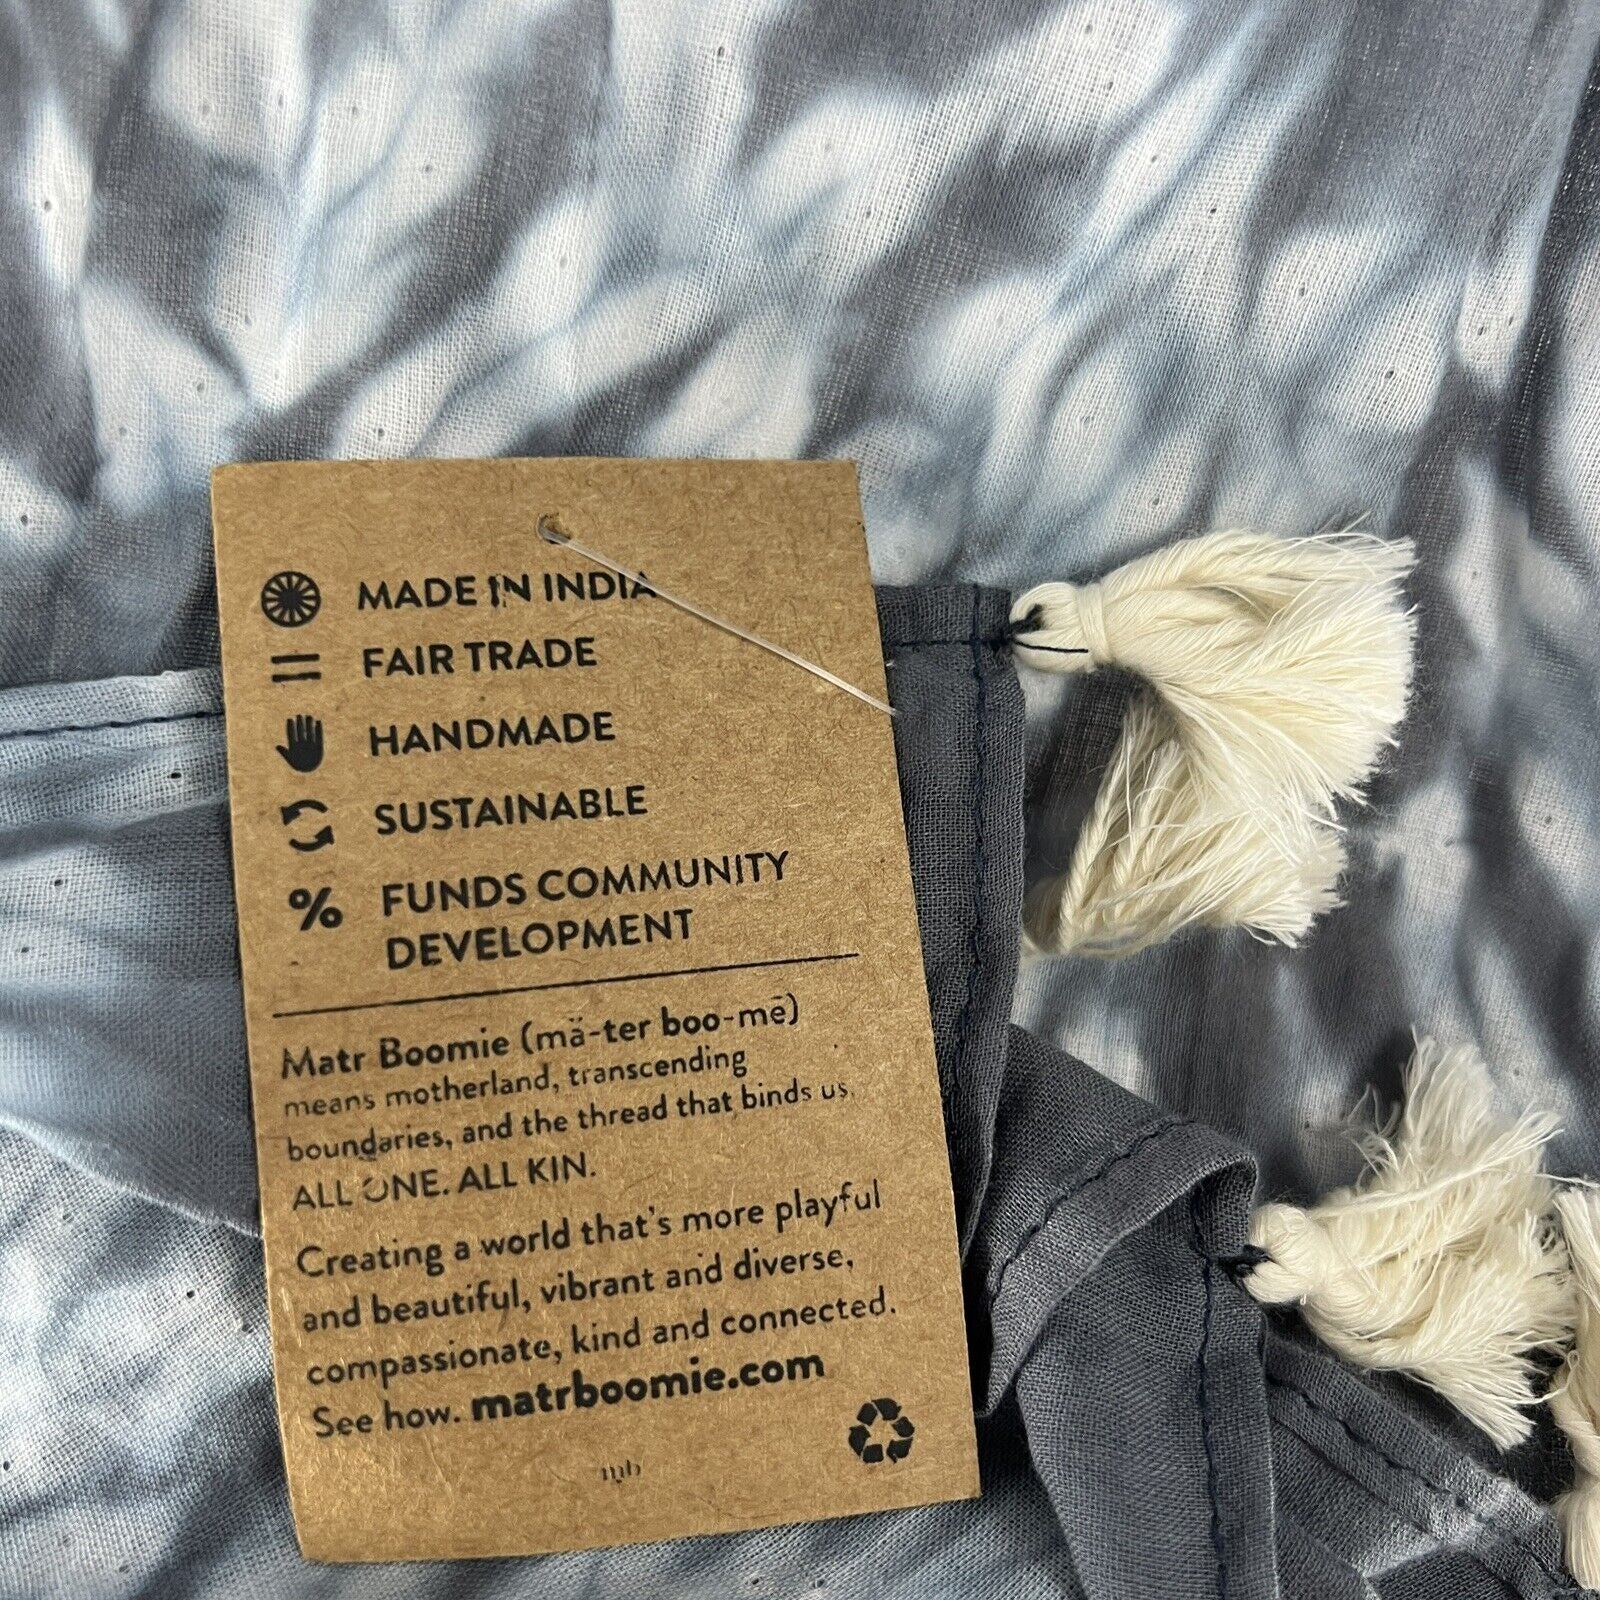 MADE IN INDIA
FAIR TRADE
HANDMADE
SUSTAINABLE
% FUNDS COMMUNITY
DEVELOPMENT
Matr Boomie (mä-ter boo-mē)
means motherland, transcending
boundaries, and the thread that binds us.
ALL ONE. ALL KIN.
Creating a world that's more playful
and beautiful, vibrant and diverse,
compassionate, kind and connected.
See how. matrboomie.com